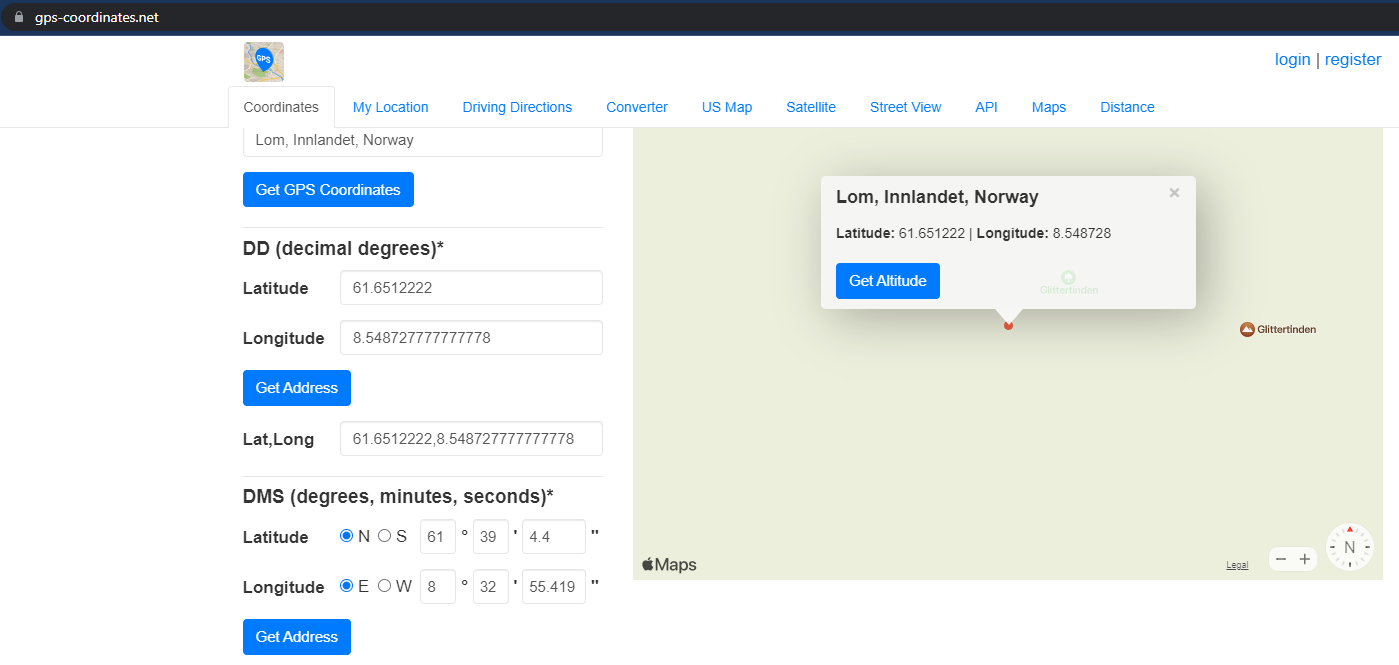 gps-coordinates.net
GPS
login | register
Coordinates My Location Driving Directions Converter US Map Satellite Street View API Maps Distance
Lom, Innlandet, Norway
Get GPS Coordinates
DD (decimal degrees)*
Latitude 61.6512222
Longitude 8.548727777777778
Get Address
Lat,Long 61.6512222,8.548727777777778
DMS (degrees, minutes, seconds)*
Latitude N S 61 ° 39 ' 4.4 "
Longitude E W 8 ° 32 ' 55.419 "
Get Address
Lom, Innlandet, Norway ×
Latitude: 61.651222 | Longitude: 8.548728
Get Altitude
Glittertinden
Glittertinden
Maps
Legal
− +
N